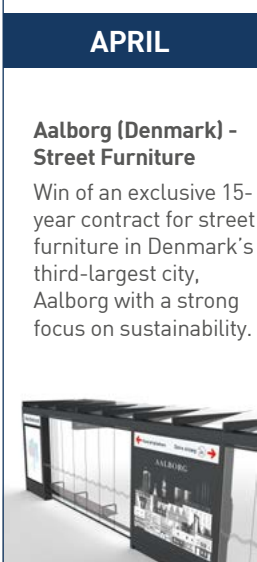 APRIL
Aalborg (Denmark) -
Street Furniture
Win of an exclusive 15-
year contract for street
furniture in Denmark's
third-largest city,
Aalborg with a strong
focus on sustainability.
AALBORG